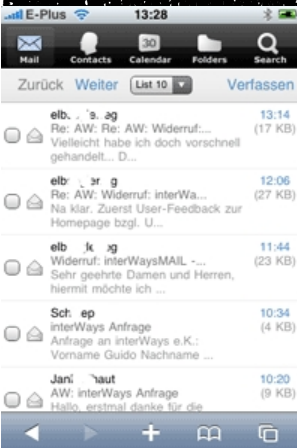 E-Plus 13:28
Mail Contacts 30 Calendar Folders Search
Zurück Weiter List 10 Verfassen
13:14
Re: AW: Re: AW: Widerruf:... (17 KB)
Vielleicht habe ich doch vorschnell
gehandelt... D...
12:06
Re: AW: Widerruf: interWa... (27 KB)
Na klar. Zuerst User-Feedback zur
Homepage bzgl. U...
11:44
Widerruf: interWaysMAIL -... (23 KB)
Sehr geehrte Damen und Herren,
hiermit möchte ich ...
10:34
interWays Anfrage (4 KB)
Anfrage an interWays e.K.:
Vorname Guido Nachname ...
10:20
AW: interWays Anfrage (9 KB)
Hallo, erstmal danke für die